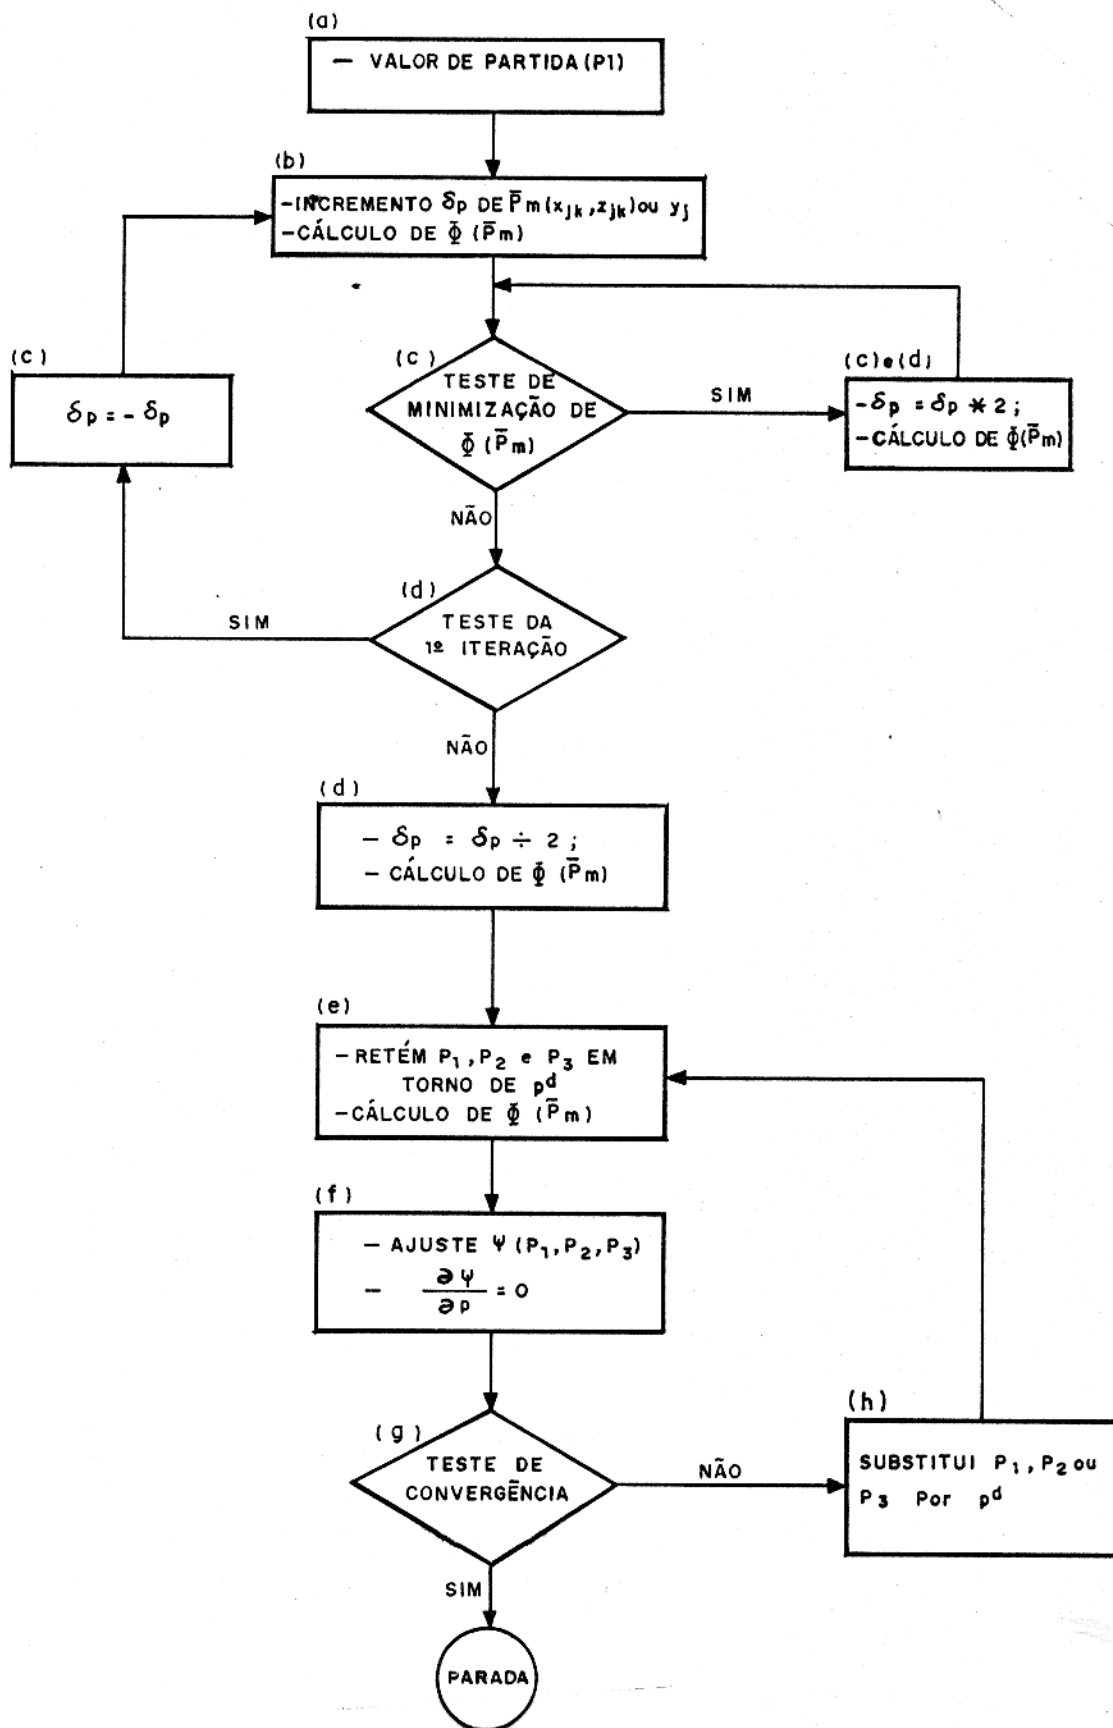 (a)
— VALOR DE PARTIDA (P1)
(b)
-INCREMENTO δp DE P̄m(xjk, zjk) ou yj
-CÁLCULO DE Φ̄ (P̄m)
(c)
δp = - δp
(c)
TESTE DE
MINIMIZAÇÃO DE
Φ̄ (P̄m)
SIM
(c) e (d)
-δp = δp * 2 ;
-CÁLCULO DE Φ̄(P̄m)
NÃO
(d)
TESTE DA
1ª ITERAÇÃO
SIM
NÃO
(d)
— δp = δp ÷ 2 ;
— CÁLCULO DE Φ̄ (P̄m)
(e)
-RETÉM P1, P2 e P3 EM
TORNO DE pᵈ
-CÁLCULO DE Φ̄ (P̄m)
(f)
— AJUSTE Ψ (P1, P2, P3)
— ∂Ψ/∂P = 0
(g)
TESTE DE
CONVERGÊNCIA
NÃO
(h)
SUBSTITUI P1, P2 ou
P3 Por pᵈ
SIM
PARADA